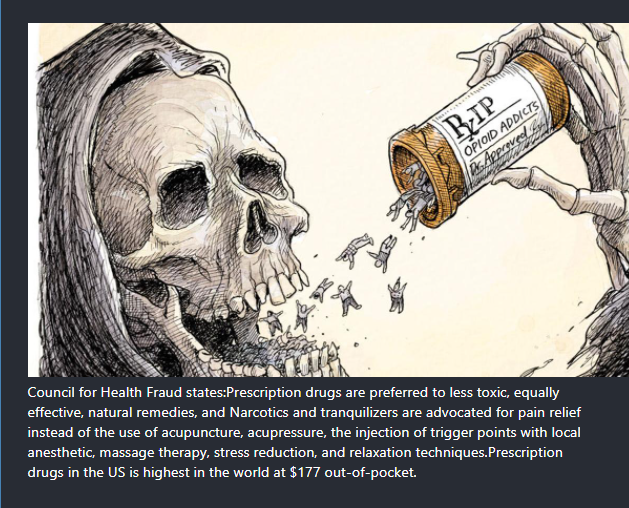 RxIP
OPIOID ADDICTS
Dr. Approved
Council for Health Fraud states:Prescription drugs are preferred to less toxic, equally
effective, natural remedies, and Narcotics and tranquilizers are advocated for pain relief
instead of the use of acupuncture, acupressure, the injection of trigger points with local
anesthetic, massage therapy, stress reduction, and relaxation techniques.Prescription
drugs in the US is highest in the world at $177 out-of-pocket.